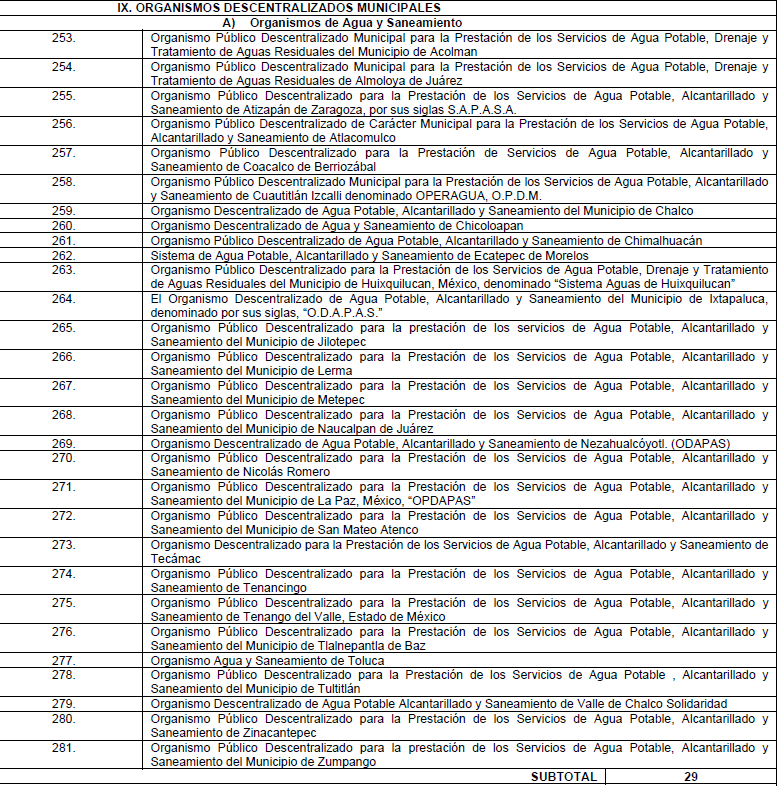 IX. ORGANISMOS DESCENTRALIZADOS MUNICIPALES
A) Organismos de Agua y Saneamiento
253. Organismo Público Descentralizado Municipal para la Prestación de los Servicios de Agua Potable, Drenaje y
Tratamiento de Aguas Residuales del Municipio de Acolman
254. Organismo Público Descentralizado Municipal para la Prestación de los Servicios de Agua Potable, Drenaje y
Tratamiento de Aguas Residuales de Almoloya de Juárez
255. Organismo Público Descentralizado para la Prestación de los Servicios de Agua Potable, Alcantarillado y
Saneamiento de Atizapán de Zaragoza, por sus siglas S.A.P.A.S.A.
256. Organismo Público Descentralizado de Carácter Municipal para la Prestación de los Servicios de Agua Potable,
Alcantarillado y Saneamiento de Atlacomulco
257. Organismo Público Descentralizado para la Prestación de Servicios de Agua Potable, Alcantarillado y
Saneamiento de Coacalco de Berriozábal
258. Organismo Público Descentralizado Municipal para la Prestación de los Servicios de Agua Potable, Alcantarillado
y Saneamiento de Cuautitlán Izcalli denominado OPERAGUA, O.P.D.M.
259. Organismo Descentralizado de Agua Potable, Alcantarillado y Saneamiento del Municipio de Chalco
260. Organismo Descentralizado de Agua y Saneamiento de Chicoloapan
261. Organismo Público Descentralizado de Agua Potable, Alcantarillado y Saneamiento de Chimalhuacán
262. Sistema de Agua Potable, Alcantarillado y Saneamiento de Ecatepec de Morelos
263. Organismo Público Descentralizado para la Prestación de los Servicios de Agua Potable, Drenaje y Tratamiento
de Aguas Residuales del Municipio de Huixquilucan, México, denominado “Sistema Aguas de Huixquilucan”
264. El Organismo Descentralizado de Agua Potable, Alcantarillado y Saneamiento del Municipio de Ixtapaluca,
denominado por sus siglas, “O.D.A.P.A.S.”
265. Organismo Público Descentralizado para la prestación de los servicios de Agua Potable, Alcantarillado y
Saneamiento del Municipio de Jilotepec
266. Organismo Público Descentralizado para la Prestación de los Servicios de Agua Potable, Alcantarillado y
Saneamiento del Municipio de Lerma
267. Organismo Público Descentralizado para la Prestación de los Servicios de Agua Potable, Alcantarillado y
Saneamiento del Municipio de Metepec
268. Organismo Público Descentralizado para la Prestación de los Servicios de Agua Potable, Alcantarillado y
Saneamiento del Municipio de Naucalpan de Juárez
269. Organismo Descentralizado de Agua Potable, Alcantarillado y Saneamiento de Nezahualcóyotl. (ODAPAS)
270. Organismo Público Descentralizado para la Prestación de los Servicios de Agua Potable, Alcantarillado y
Saneamiento de Nicolás Romero
271. Organismo Público Descentralizado para la Prestación de los Servicios de Agua Potable, Alcantarillado y
Saneamiento del Municipio de La Paz, México, “OPDAPAS”
272. Organismo Público Descentralizado para la Prestación de los Servicios de Agua Potable, Alcantarillado y
Saneamiento del Municipio de San Mateo Atenco
273. Organismo Descentralizado para la Prestación de los Servicios de Agua Potable, Alcantarillado y Saneamiento de
Tecámac
274. Organismo Público Descentralizado para la Prestación de los Servicios de Agua Potable, Alcantarillado y
Saneamiento de Tenancingo
275. Organismo Público Descentralizado para la Prestación de los Servicios de Agua Potable, Alcantarillado y
Saneamiento de Tenango del Valle, Estado de México
276. Organismo Público Descentralizado para la Prestación de los Servicios de Agua Potable, Alcantarillado y
Saneamiento del Municipio de Tlalnepantla de Baz
277. Organismo Agua y Saneamiento de Toluca
278. Organismo Público Descentralizado para la Prestación de los Servicios de Agua Potable , Alcantarillado y
Saneamiento del Municipio de Tultitlán
279. Organismo Descentralizado de Agua Potable Alcantarillado y Saneamiento de Valle de Chalco Solidaridad
280. Organismo Público Descentralizado para la Prestación de los Servicios de Agua Potable, Alcantarillado y
Saneamiento de Zinacantepec
281. Organismo Público Descentralizado para la prestación de los Servicios de Agua Potable, Alcantarillado y
Saneamiento del Municipio de Zumpango
SUBTOTAL 29